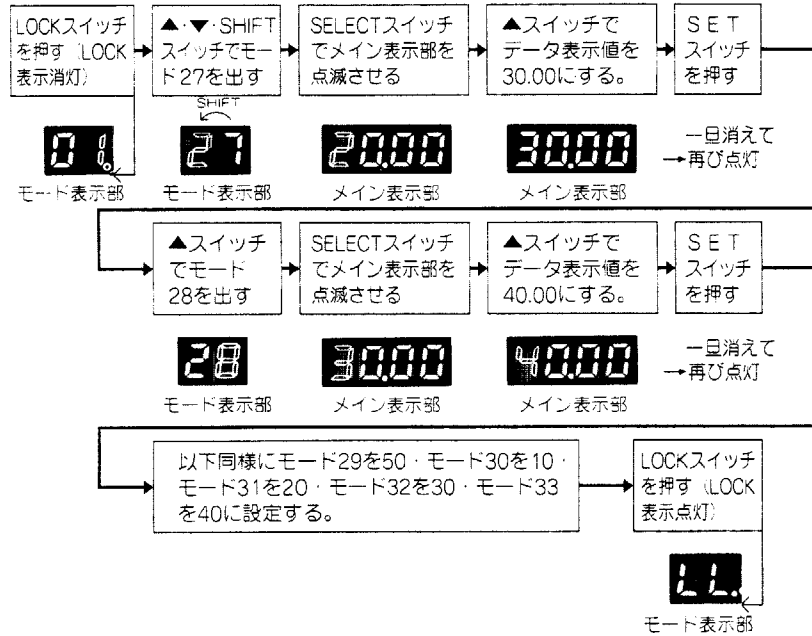 LOCKスイッチ
を押す（LOCK
表示消灯）
▲·▼·SHIFT
スイッチでモー
ド27を出す
SELECTスイッチ
でメイン表示部を
点滅させる
▲スイッチで
データ表示値を
30.00にする。
SET
スイッチ
を押す
SHIFT
01.
モード表示部
27
モード表示部
20.00
メイン表示部
30.00
メイン表示部
一旦消えて
→再び点灯
▲スイッチ
でモード
28を出す
SELECTスイッチ
でメイン表示部を
点滅させる
▲スイッチで
データ表示値を
40.00にする。
SET
スイッチ
を押す
28
モード表示部
30.00
メイン表示部
40.00
メイン表示部
一旦消えて
→再び点灯
以下同様にモード29を50·モード30を10·
モード31を20·モード32を30·モード33
を40に設定する。
LOCKスイッチ
を押す（LOCK
表示点灯）
LL.
モード表示部